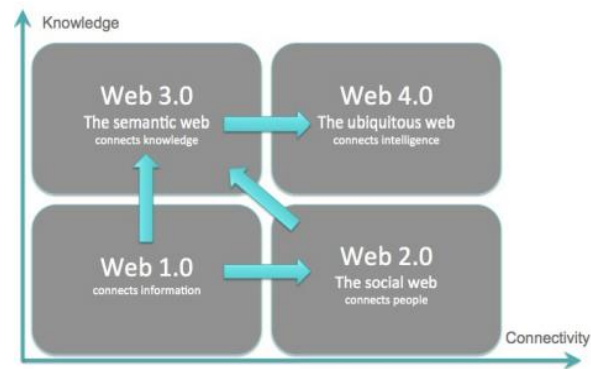 Knowledge
Web 3.0
The semantic web
connects knowledge
Web 4.0
The ubiquitous web
connects intelligence
Web 1.0
connects information
Web 2.0
The social web
connects people
Connectivity